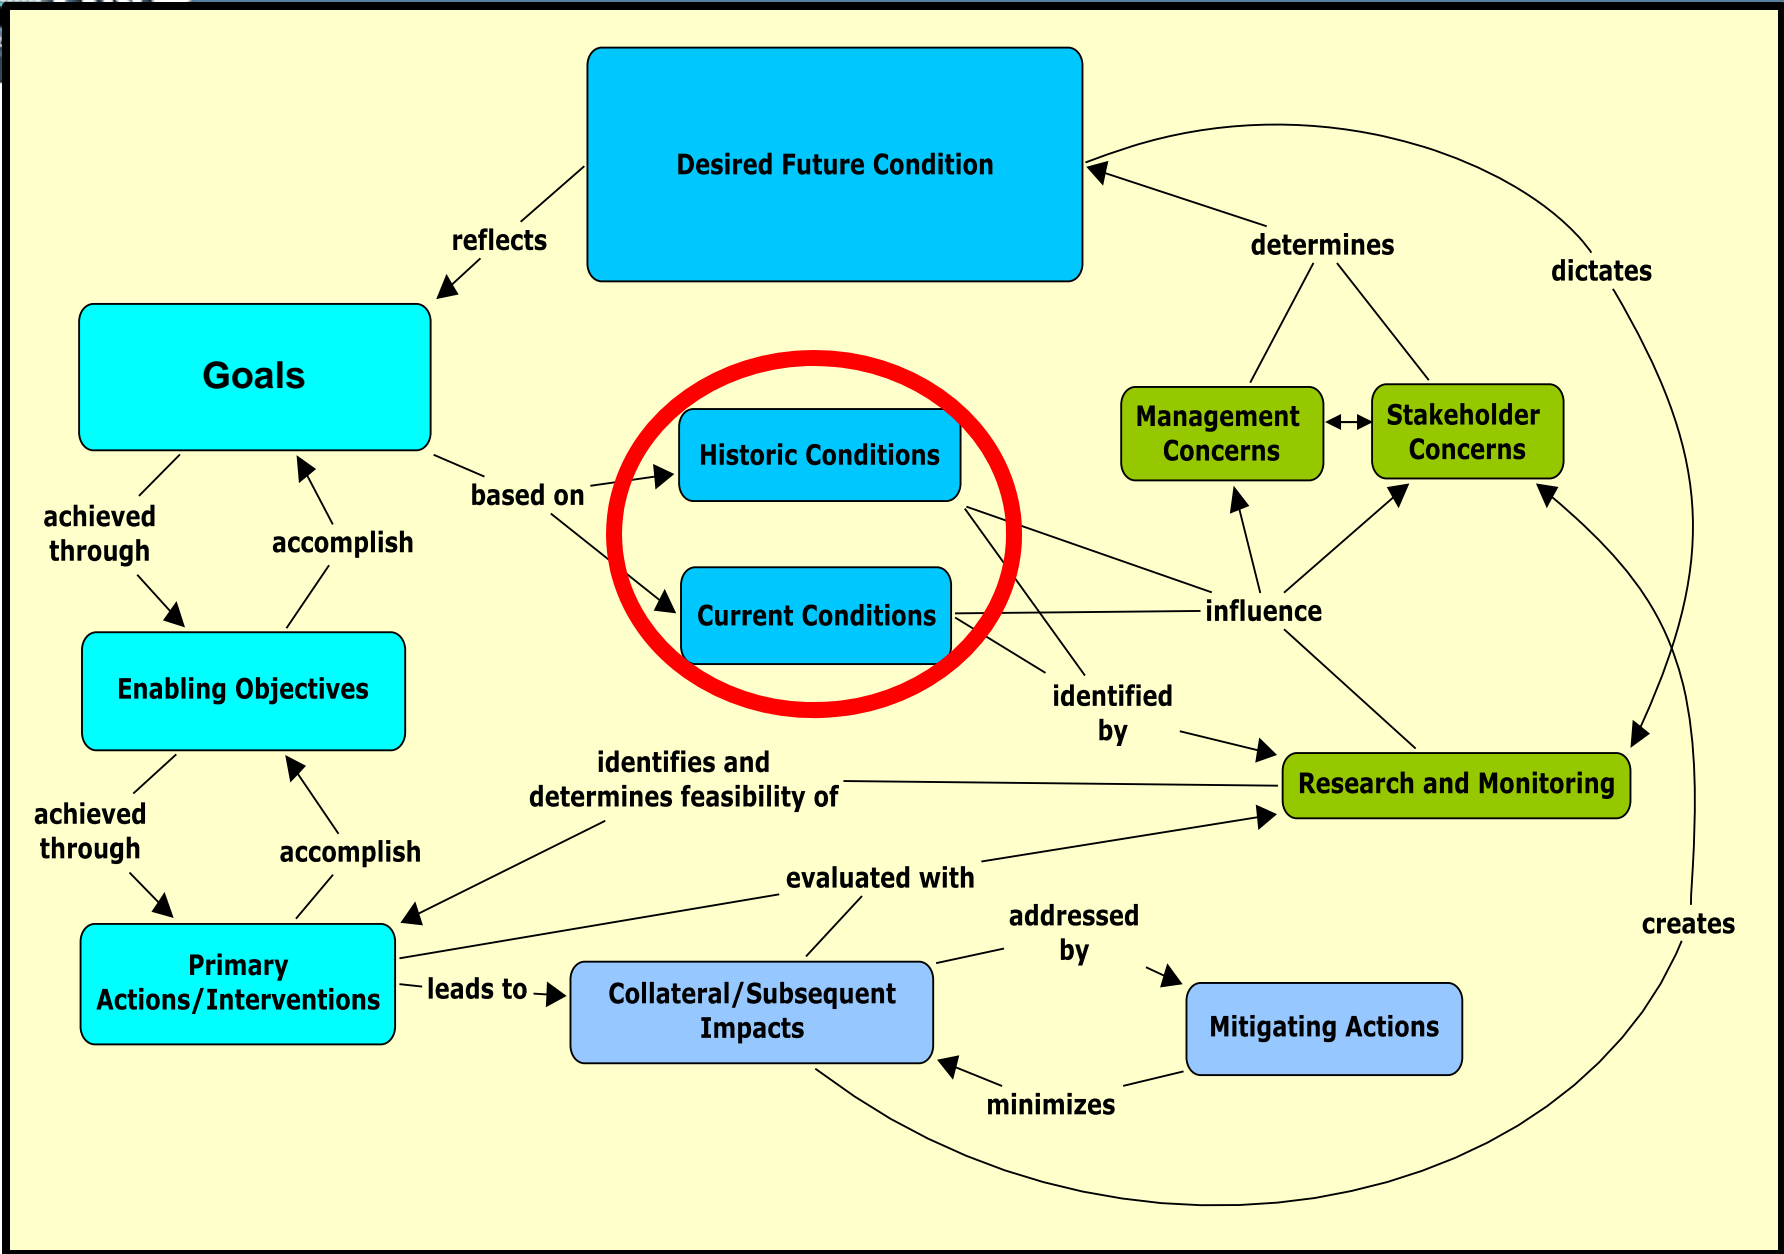 Desired Future Condition
reflects
determines
dictates
Goals
Management
Concerns
Stakeholder
Concerns
Historic Conditions
based on
achieved
through
accomplish
Current Conditions
influence
Enabling Objectives
identified
by
identifies and
determines feasibility of
Research and Monitoring
achieved
through
accomplish
evaluated with
addressed
by
creates
Primary
Actions/Interventions
leads to
Collateral/Subsequent
Impacts
Mitigating Actions
minimizes